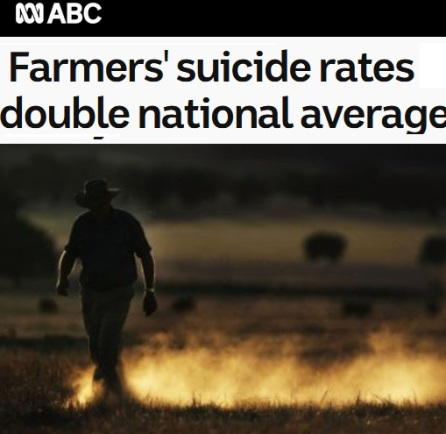 ABC
Farmers' suicide rates
double national average